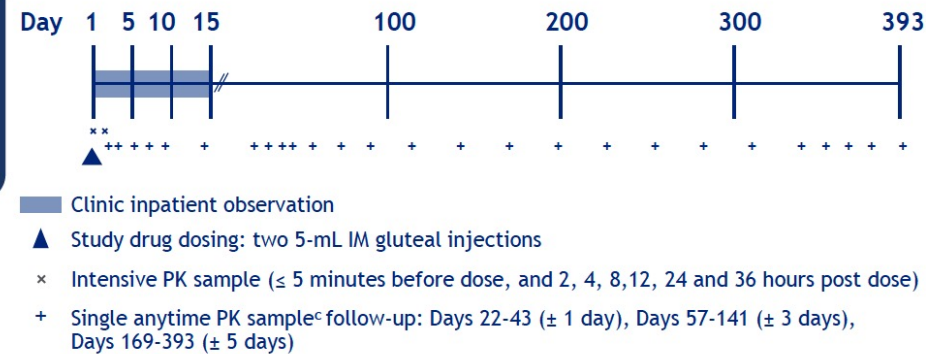 Day 1 5 10 15 100 200 300 393
Clinic inpatient observation
Study drug dosing: two 5-mL IM gluteal injections
× Intensive PK sample (≤ 5 minutes before dose, and 2, 4, 8,12, 24 and 36 hours post dose)
+ Single anytime PK sampleᶜ follow-up: Days 22-43 (± 1 day), Days 57-141 (± 3 days),
Days 169-393 (± 5 days)